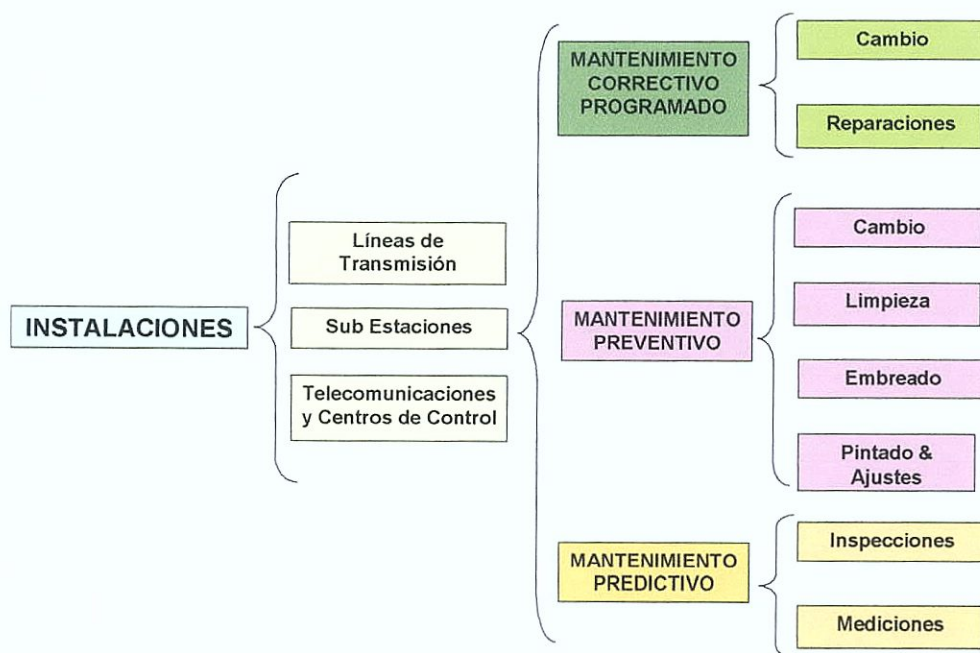 INSTALACIONES
Líneas de
Transmisión
Sub Estaciones
Telecomunicaciones
y Centros de Control
MANTENIMIENTO
CORRECTIVO
PROGRAMADO
Cambio
Reparaciones
MANTENIMIENTO
PREVENTIVO
Cambio
Limpieza
Embreado
Pintado &
Ajustes
MANTENIMIENTO
PREDICTIVO
Inspecciones
Mediciones